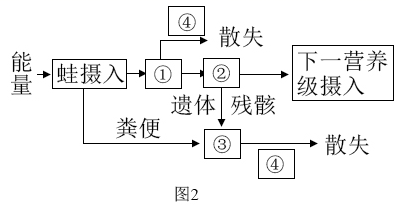 ④
散失
能量
蛙摄入
①
②
下一营养
级摄入
遗体
残骸
粪便
③
散失
④
图2